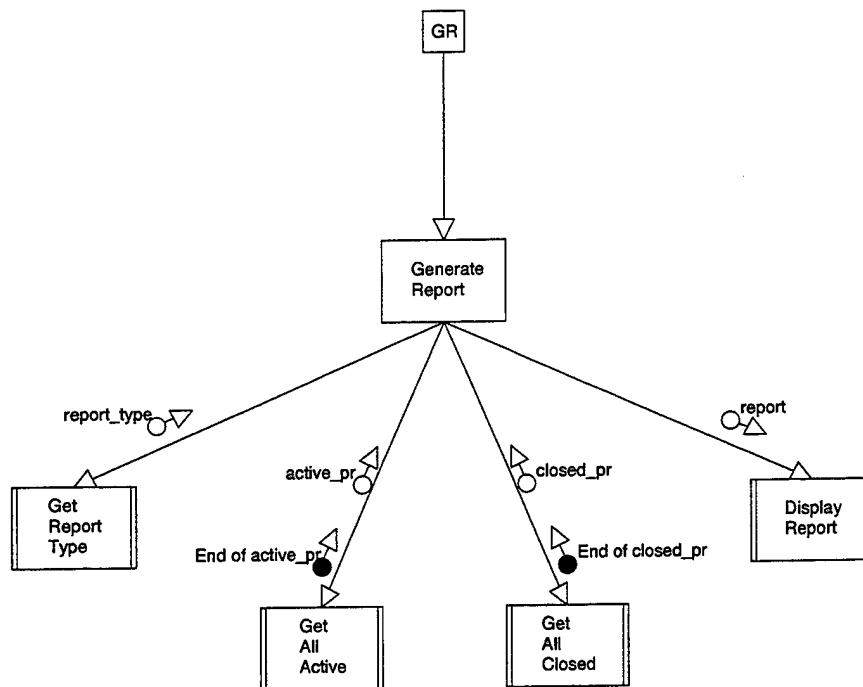 GR
Generate
Report
report_type
report
active_pr
closed_pr
Get
Report
Type
Display
Report
End of active_pr
End of closed_pr
Get
All
Active
Get
All
Closed